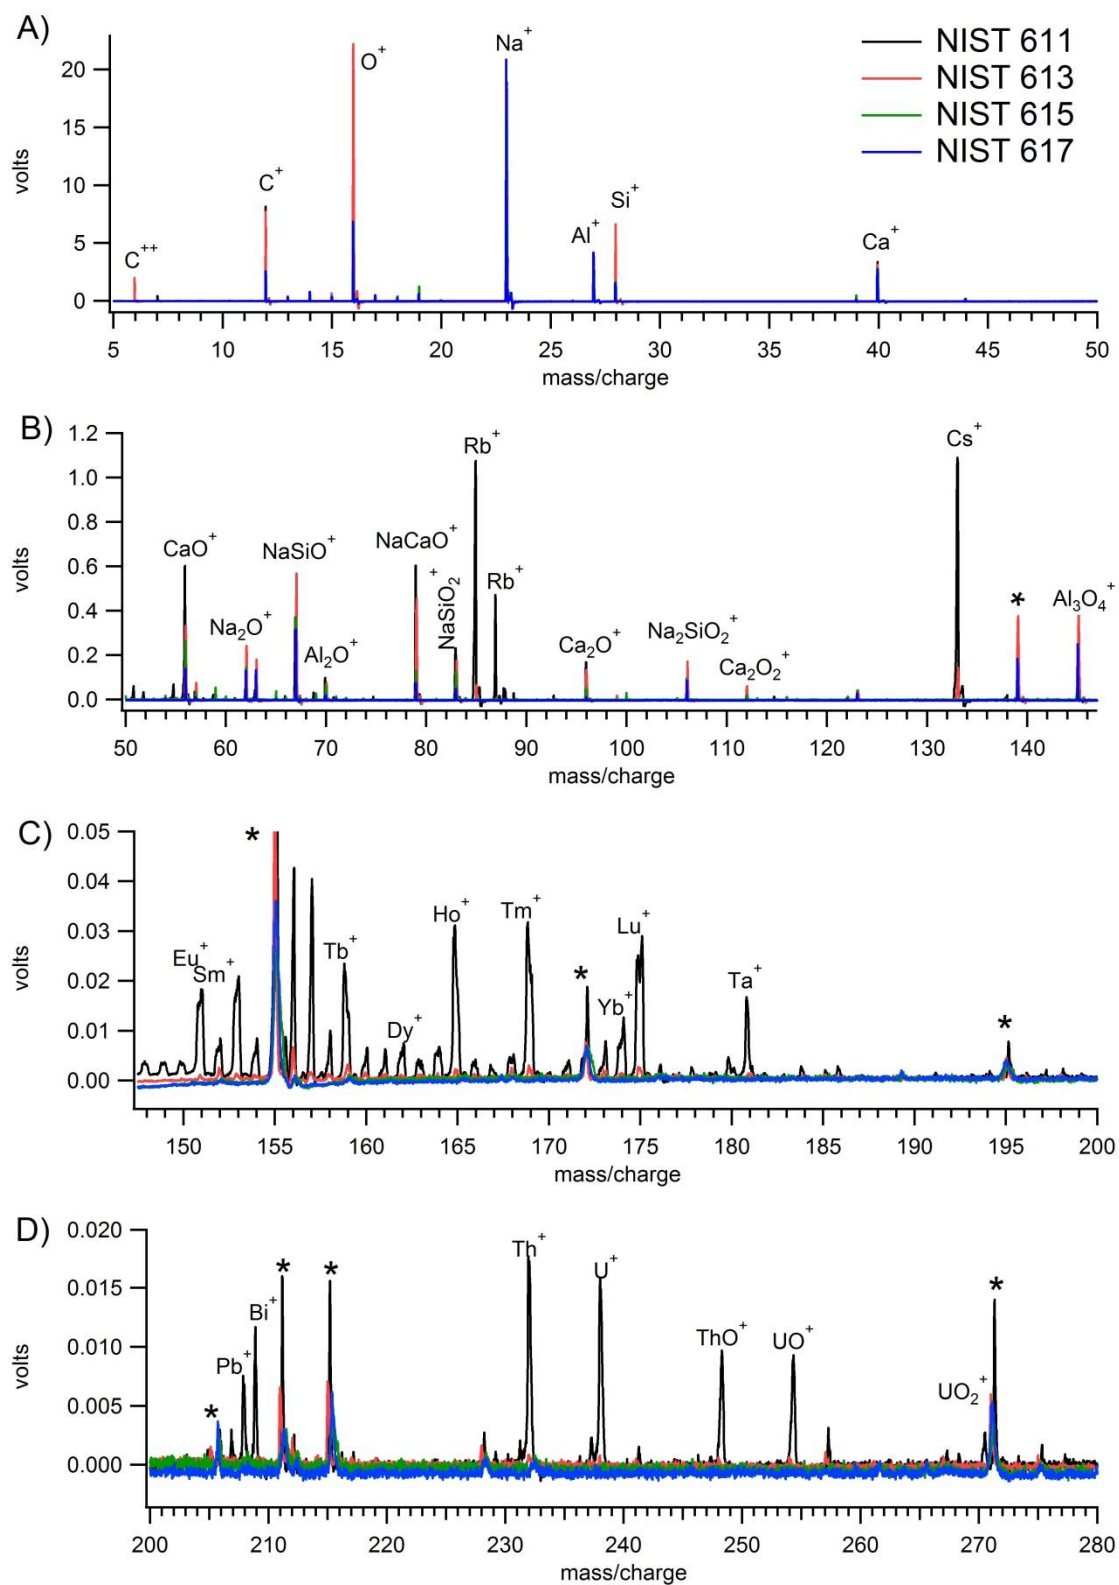 A)
NIST 611
NIST 613
NIST 615
NIST 617
C⁺⁺
C⁺
O⁺
Na⁺
Al⁺
Si⁺
Ca⁺
volts
20
15
10
5
0
5 10 15 20 25 30 35 40 45 50
mass/charge
B)
volts
1.2
1.0
0.8
0.6
0.4
0.2
0.0
CaO⁺
Na₂O⁺
NaSiO⁺
Al₂O⁺
NaCaO⁺
NaSiO₂⁺
Rb⁺
Rb⁺
Ca₂O⁺
Na₂SiO₂⁺
Ca₂O₂⁺
Cs⁺
*
Al₃O₄⁺
50 60 70 80 90 100 110 120 130 140
mass/charge
C)
volts
0.05
0.04
0.03
0.02
0.01
0.00
Eu⁺
Sm⁺
*
Tb⁺
Dy⁺
Ho⁺
Tm⁺
*
Yb⁺
Lu⁺
Ta⁺
*
150 155 160 165 170 175 180 185 190 195 200
mass/charge
D)
volts
0.020
0.015
0.010
0.005
0.000
*
Pb⁺
Bi⁺
*
*
Th⁺
U⁺
ThO⁺
UO⁺
UO₂⁺
*
200 210 220 230 240 250 260 270 280
mass/charge